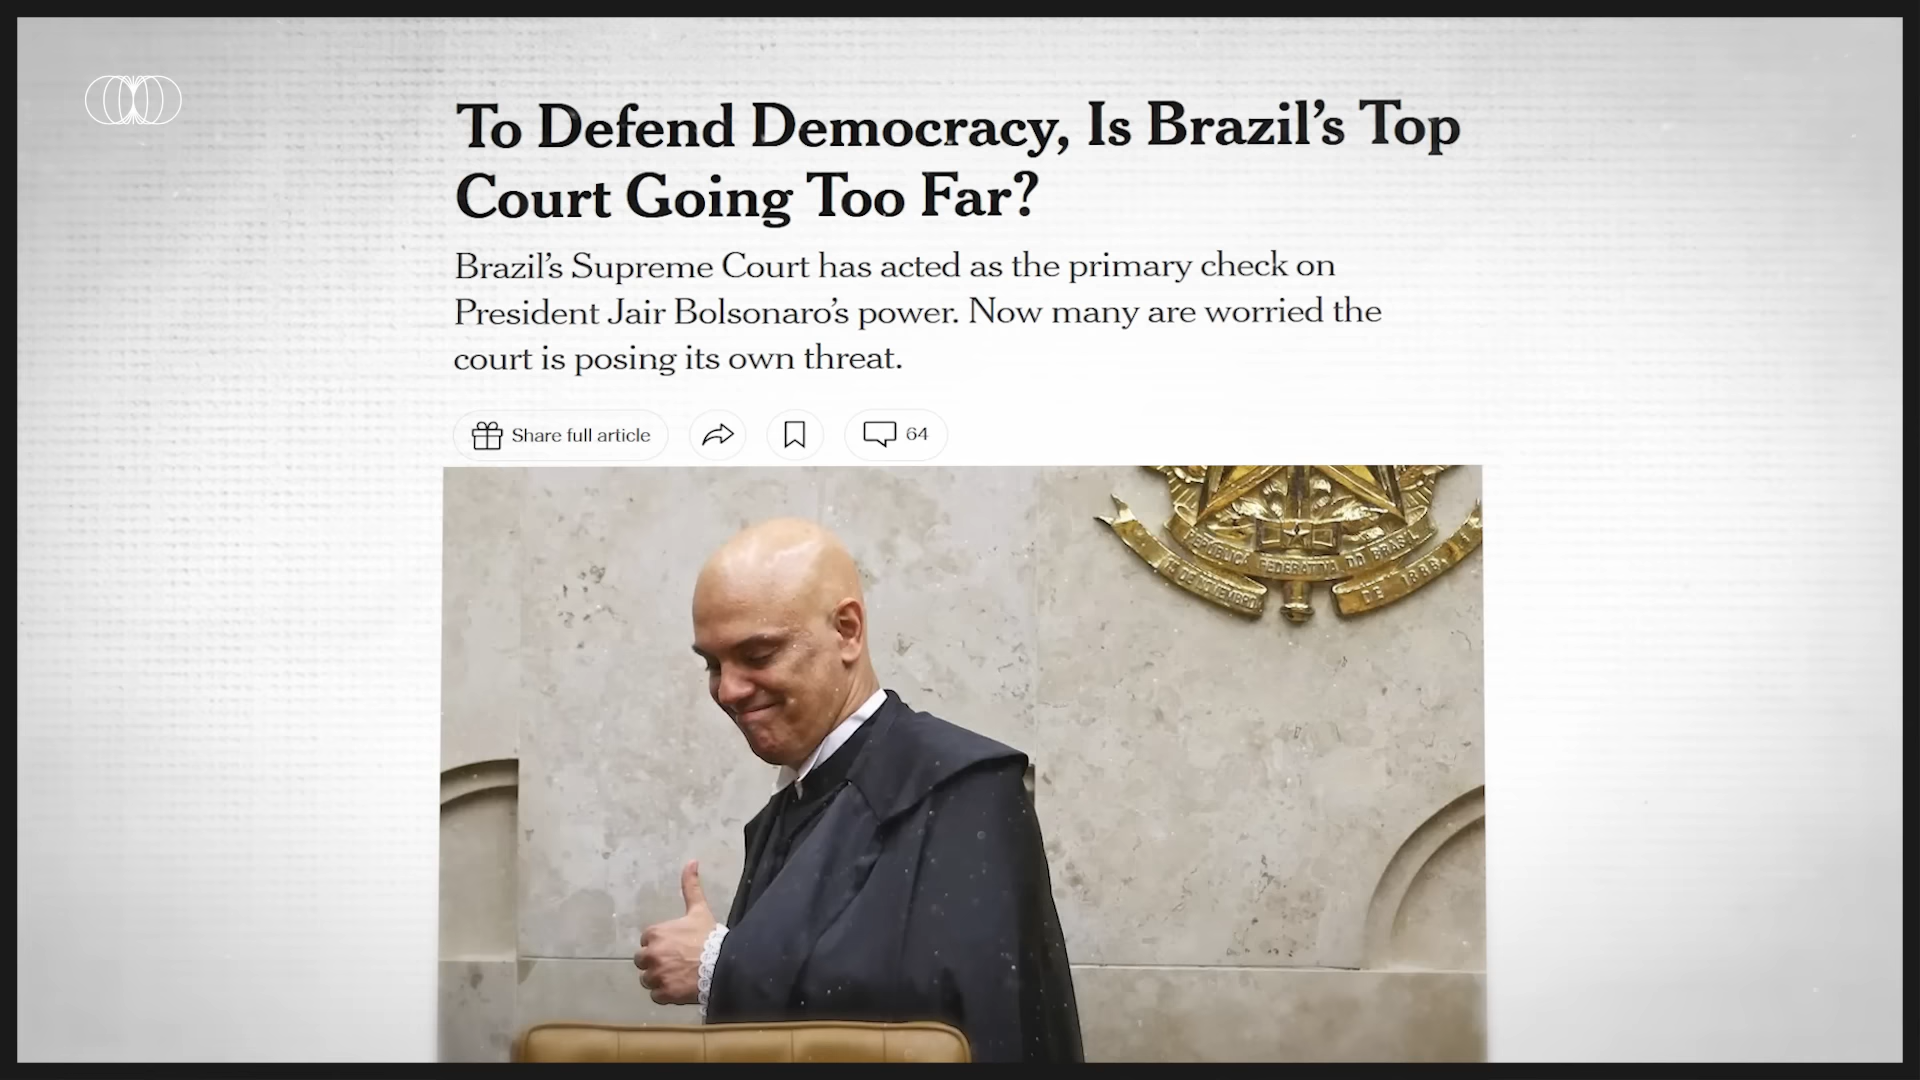 To Defend Democracy, Is Brazil’s Top
Court Going Too Far?
Brazil’s Supreme Court has acted as the primary check on
President Jair Bolsonaro’s power. Now many are worried the
court is posing its own threat.
Share full article
64
REPÚBLICA FEDERATIVA DO BRASIL
15 DE NOVEMBRO
DE 1889